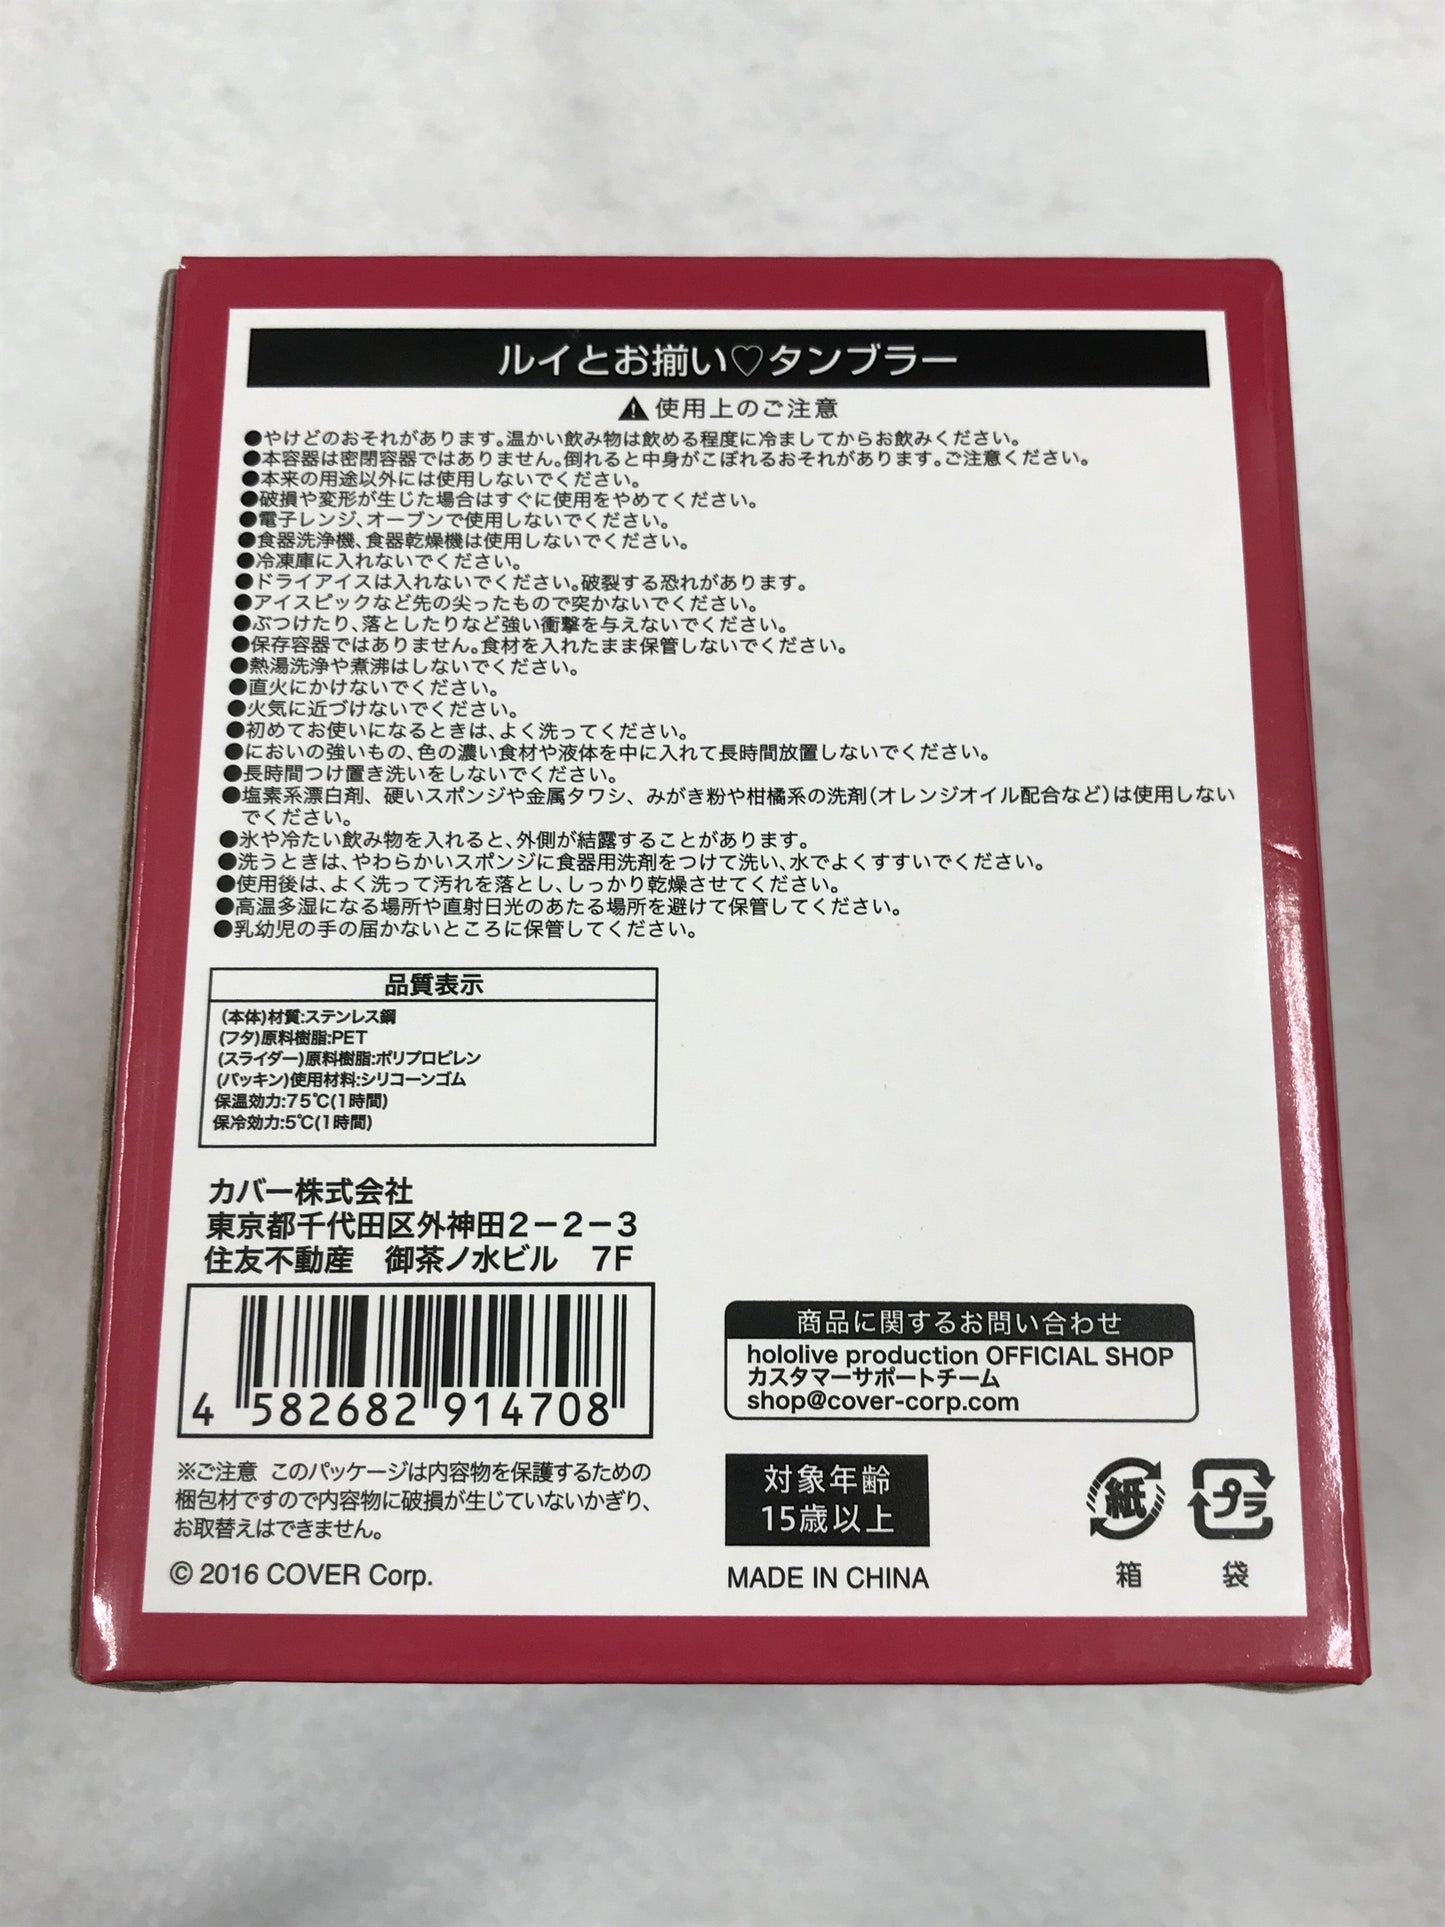 ルイとお揃い♡タンブラー
⚠使用上のご注意
●やけどのおそれがあります。温かい飲み物は飲める程度に冷ましてからお飲みください。
●本容器は密閉容器ではありません。倒れると中身がこぼれるおそれがあります。ご注意ください。
●本来の用途以外には使用しないでください。
●破損や変形が生じた場合はすぐに使用をやめてください。
●電子レンジ、オーブンで使用しないでください。
●食器洗浄機、食器乾燥機は使用しないでください。
●冷凍庫に入れないでください。
●ドライアイスは入れないでください。破裂する恐れがあります。
●アイスピックなど先の尖ったもので突かないでください。
●ぶつけたり、落としたりなど強い衝撃を与えないでください。
●保存容器ではありません。食材を入れたまま保管しないでください。
●熱湯洗浄や煮沸はしないでください。
●直火にかけないでください。
●火気に近づけないでください。
●初めてお使いになるときは、よく洗ってください。
●においの強いもの、色の濃い食材や液体を中に入れて長時間放置しないでください。
●長時間つけ置き洗いをしないでください。
●塩素系漂白剤、硬いスポンジや金属タワシ、みがき粉や柑橘系の洗剤(オレンジオイル配合など)は使用しない
でください。
●氷や冷たい飲み物を入れると、外側が結露することがあります。
●洗うときは、やわらかいスポンジに食器用洗剤をつけて洗い、水でよくすすいでください。
●使用後は、よく洗って汚れを落とし、しっかり乾燥させてください。
●高温多湿になる場所や直射日光のあたる場所を避けて保管してください。
●乳幼児の手の届かないところに保管してください。
品質表示
(本体)材質:ステンレス鋼
(フタ)原料樹脂:PET
(スライダー)原料樹脂:ポリプロピレン
(パッキン)使用材料:シリコーンゴム
保温効力:75℃(1時間)
保冷効力:5℃(1時間)
カバー株式会社
東京都千代田区外神田2-2-3
住友不動産 御茶ノ水ビル 7F
4 582682 914708
※ご注意 このパッケージは内容物を保護するための
梱包材ですので内容物に破損が生じていないかぎり、
お取替えはできません。
© 2016 COVER Corp.
商品に関するお問い合わせ
hololive production OFFICIAL SHOP
カスタマーサポートチーム
shop@cover-corp.com
対象年齢
15歳以上
MADE IN CHINA
紙
箱
プラ
袋